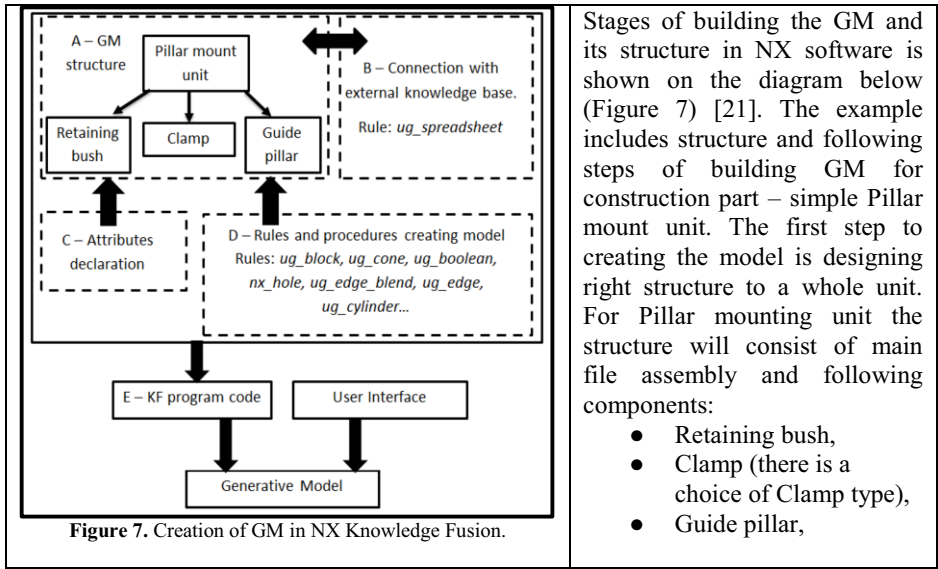 A – GM
structure
Pillar mount
unit
Retaining
bush
Clamp
Guide
pillar
B – Connection with
external knowledge base.
Rule: ug_spreadsheet
C – Attributes
declaration
D – Rules and procedures creating model
Rules: ug_block, ug_cone, ug_boolean,
nx_hole, ug_edge_blend, ug_edge,
ug_cylinder...
E – KF program code
User Interface
Generative Model
Figure 7. Creation of GM in NX Knowledge Fusion.
Stages of building the GM and
its structure in NX software is
shown on the diagram below
(Figure 7) [21]. The example
includes structure and following
steps of building GM for
construction part – simple Pillar
mount unit. The first step to
creating the model is designing
right structure to a whole unit.
For Pillar mounting unit the
structure will consist of main
file assembly and following
components:
● Retaining bush,
● Clamp (there is a
choice of Clamp type),
● Guide pillar,